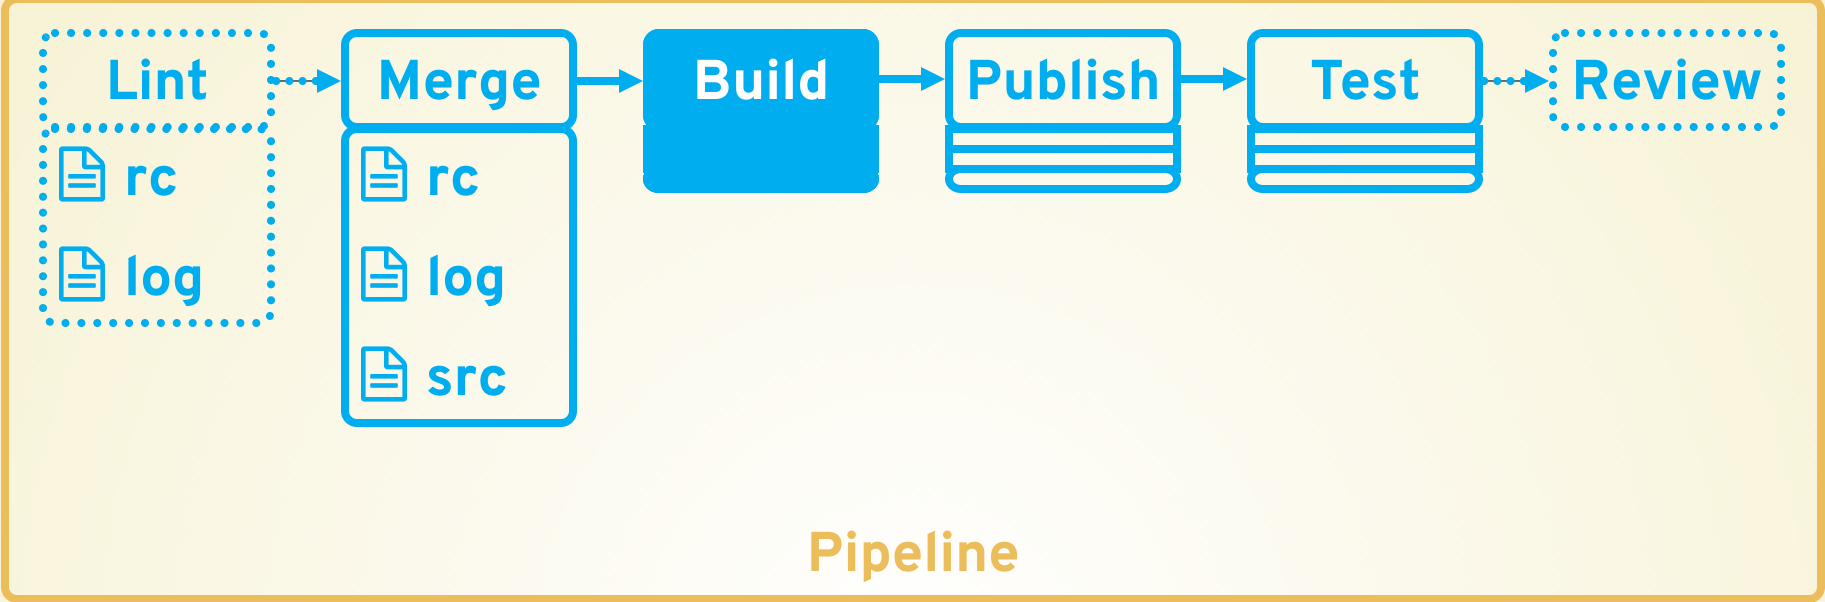 Lint
Merge
Build
Publish
Test
Review
rc
log
rc
log
src
Pipeline